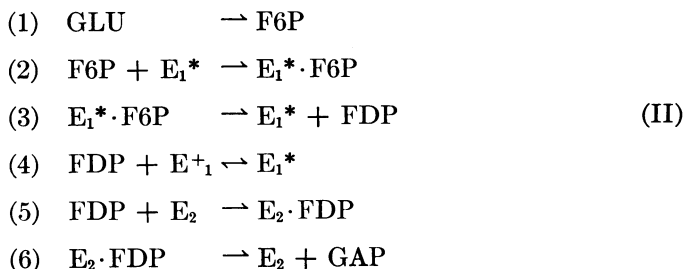 (1) GLU ⇀ F6P
(2) F6P + E₁* ⇀ E₁*·F6P
(3) E₁*·F6P ⇀ E₁* + FDP (II)
(4) FDP + E⁺₁ ↽⇀ E₁*
(5) FDP + E₂ ⇀ E₂·FDP
(6) E₂·FDP ⇀ E₂ + GAP